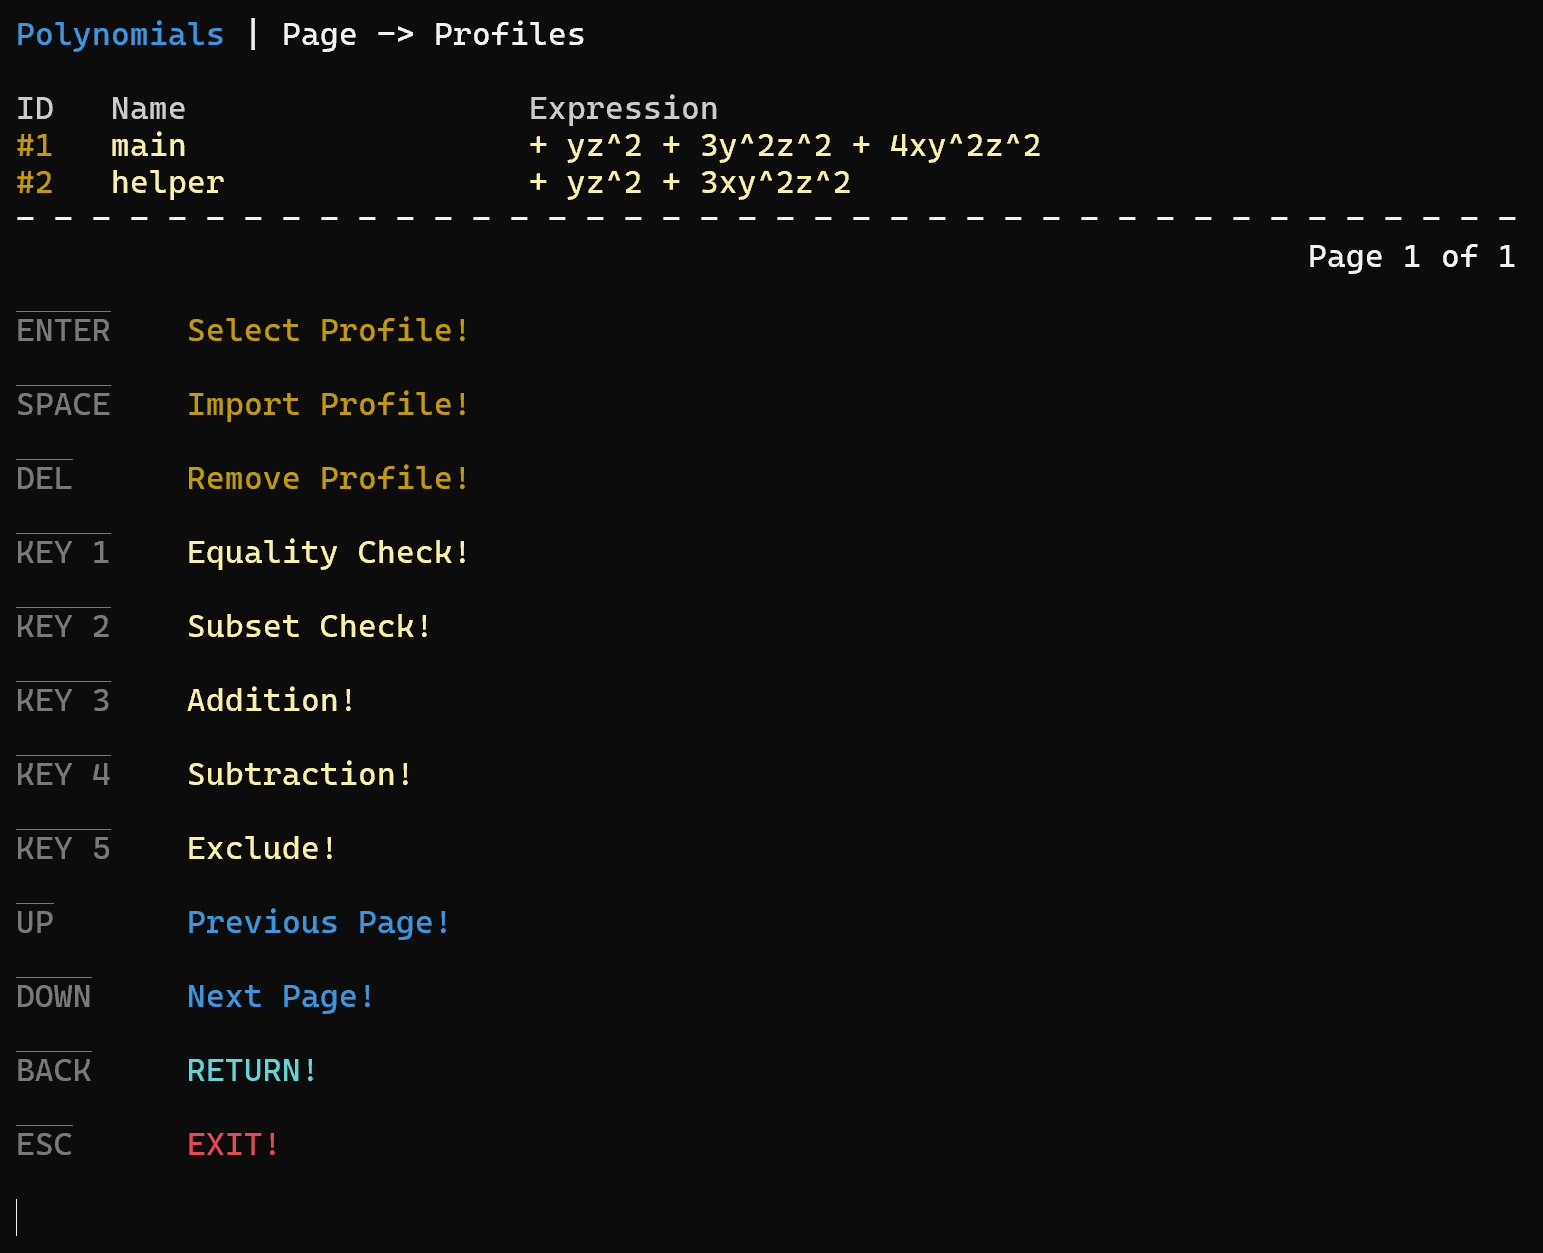 Polynomials | Page -> Profiles
ID   Name                  Expression
#1   main                  + yz^2 + 3y^2z^2 + 4xy^2z^2
#2   helper                + yz^2 + 3xy^2z^2
- - - - - - - - - - - - - - - - - - - - - - - - - - - - - - - - - - - - - - - -
Page 1 of 1
ENTER    Select Profile!
SPACE    Import Profile!
DEL      Remove Profile!
KEY 1    Equality Check!
KEY 2    Subset Check!
KEY 3    Addition!
KEY 4    Subtraction!
KEY 5    Exclude!
UP       Previous Page!
DOWN     Next Page!
BACK     RETURN!
ESC      EXIT!